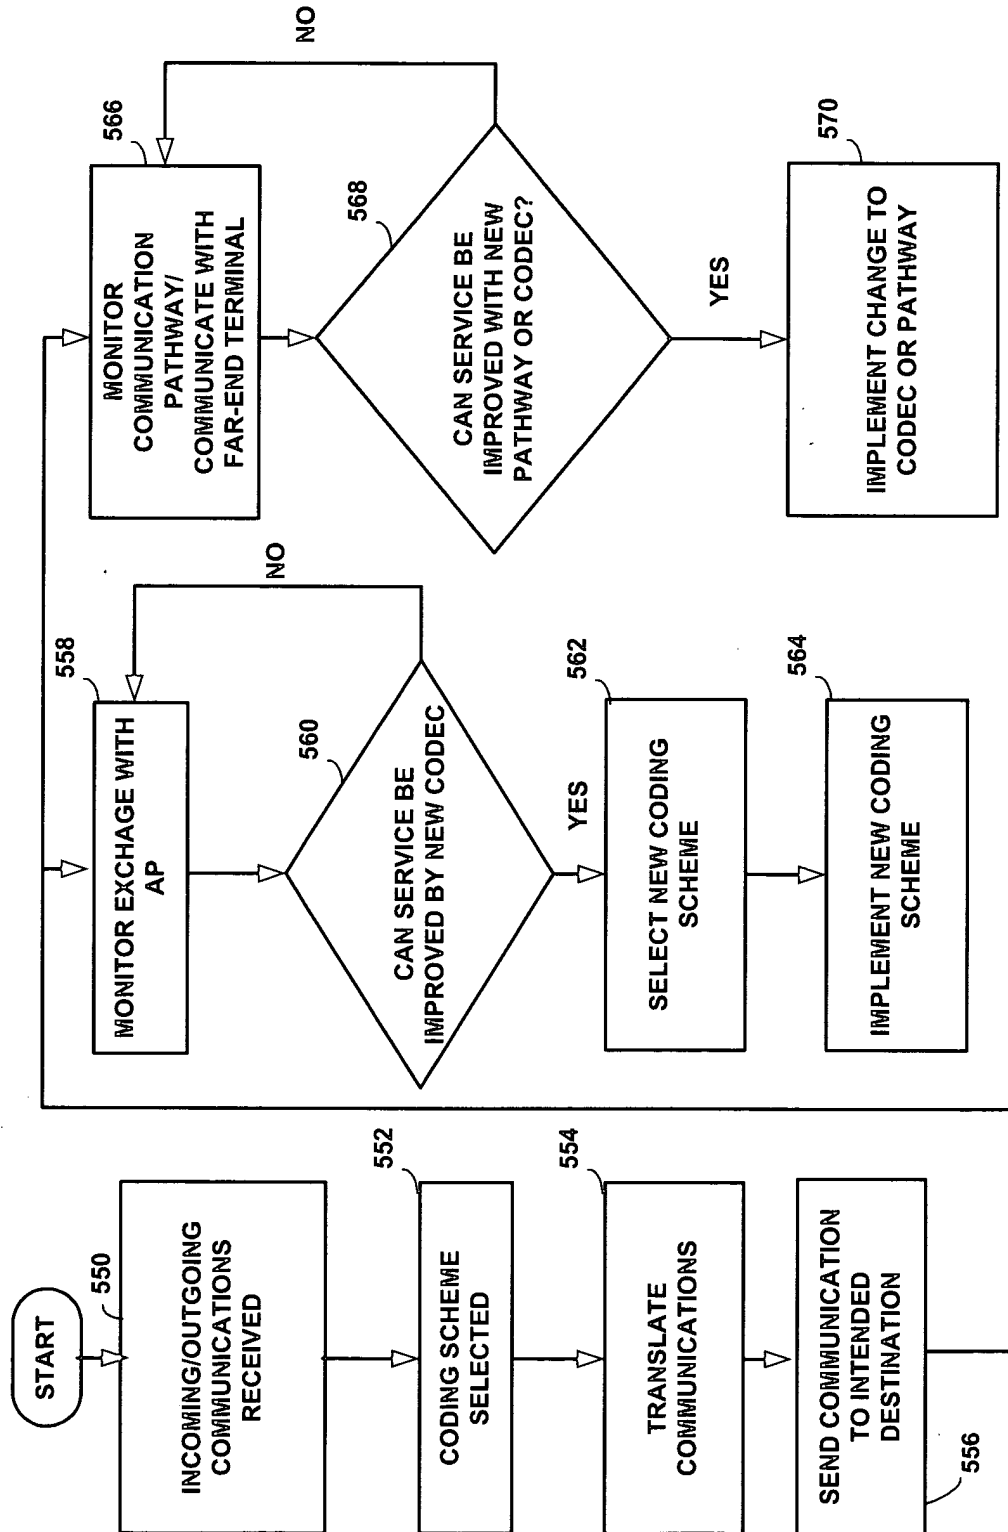 START
550
INCOMING/OUTGOING
COMMUNICATIONS
RECEIVED
552
CODING SCHEME
SELECTED
554
TRANSLATE
COMMUNICATIONS
SEND COMMUNICATION
TO INTENDED
DESTINATION
556
558
MONITOR EXCHAGE WITH
AP
NO
560
CAN SERVICE BE
IMPROVED BY NEW CODEC
YES
562
SELECT NEW CODING
SCHEME
564
IMPLEMENT NEW CODING
SCHEME
566
MONITOR
COMMUNICATION
PATHWAY/
COMMUNICATE WITH
FAR-END TERMINAL
NO
568
CAN SERVICE BE
IMPROVED WITH NEW
PATHWAY OR CODEC?
YES
570
IMPLEMENT CHANGE TO
CODEC OR PATHWAY